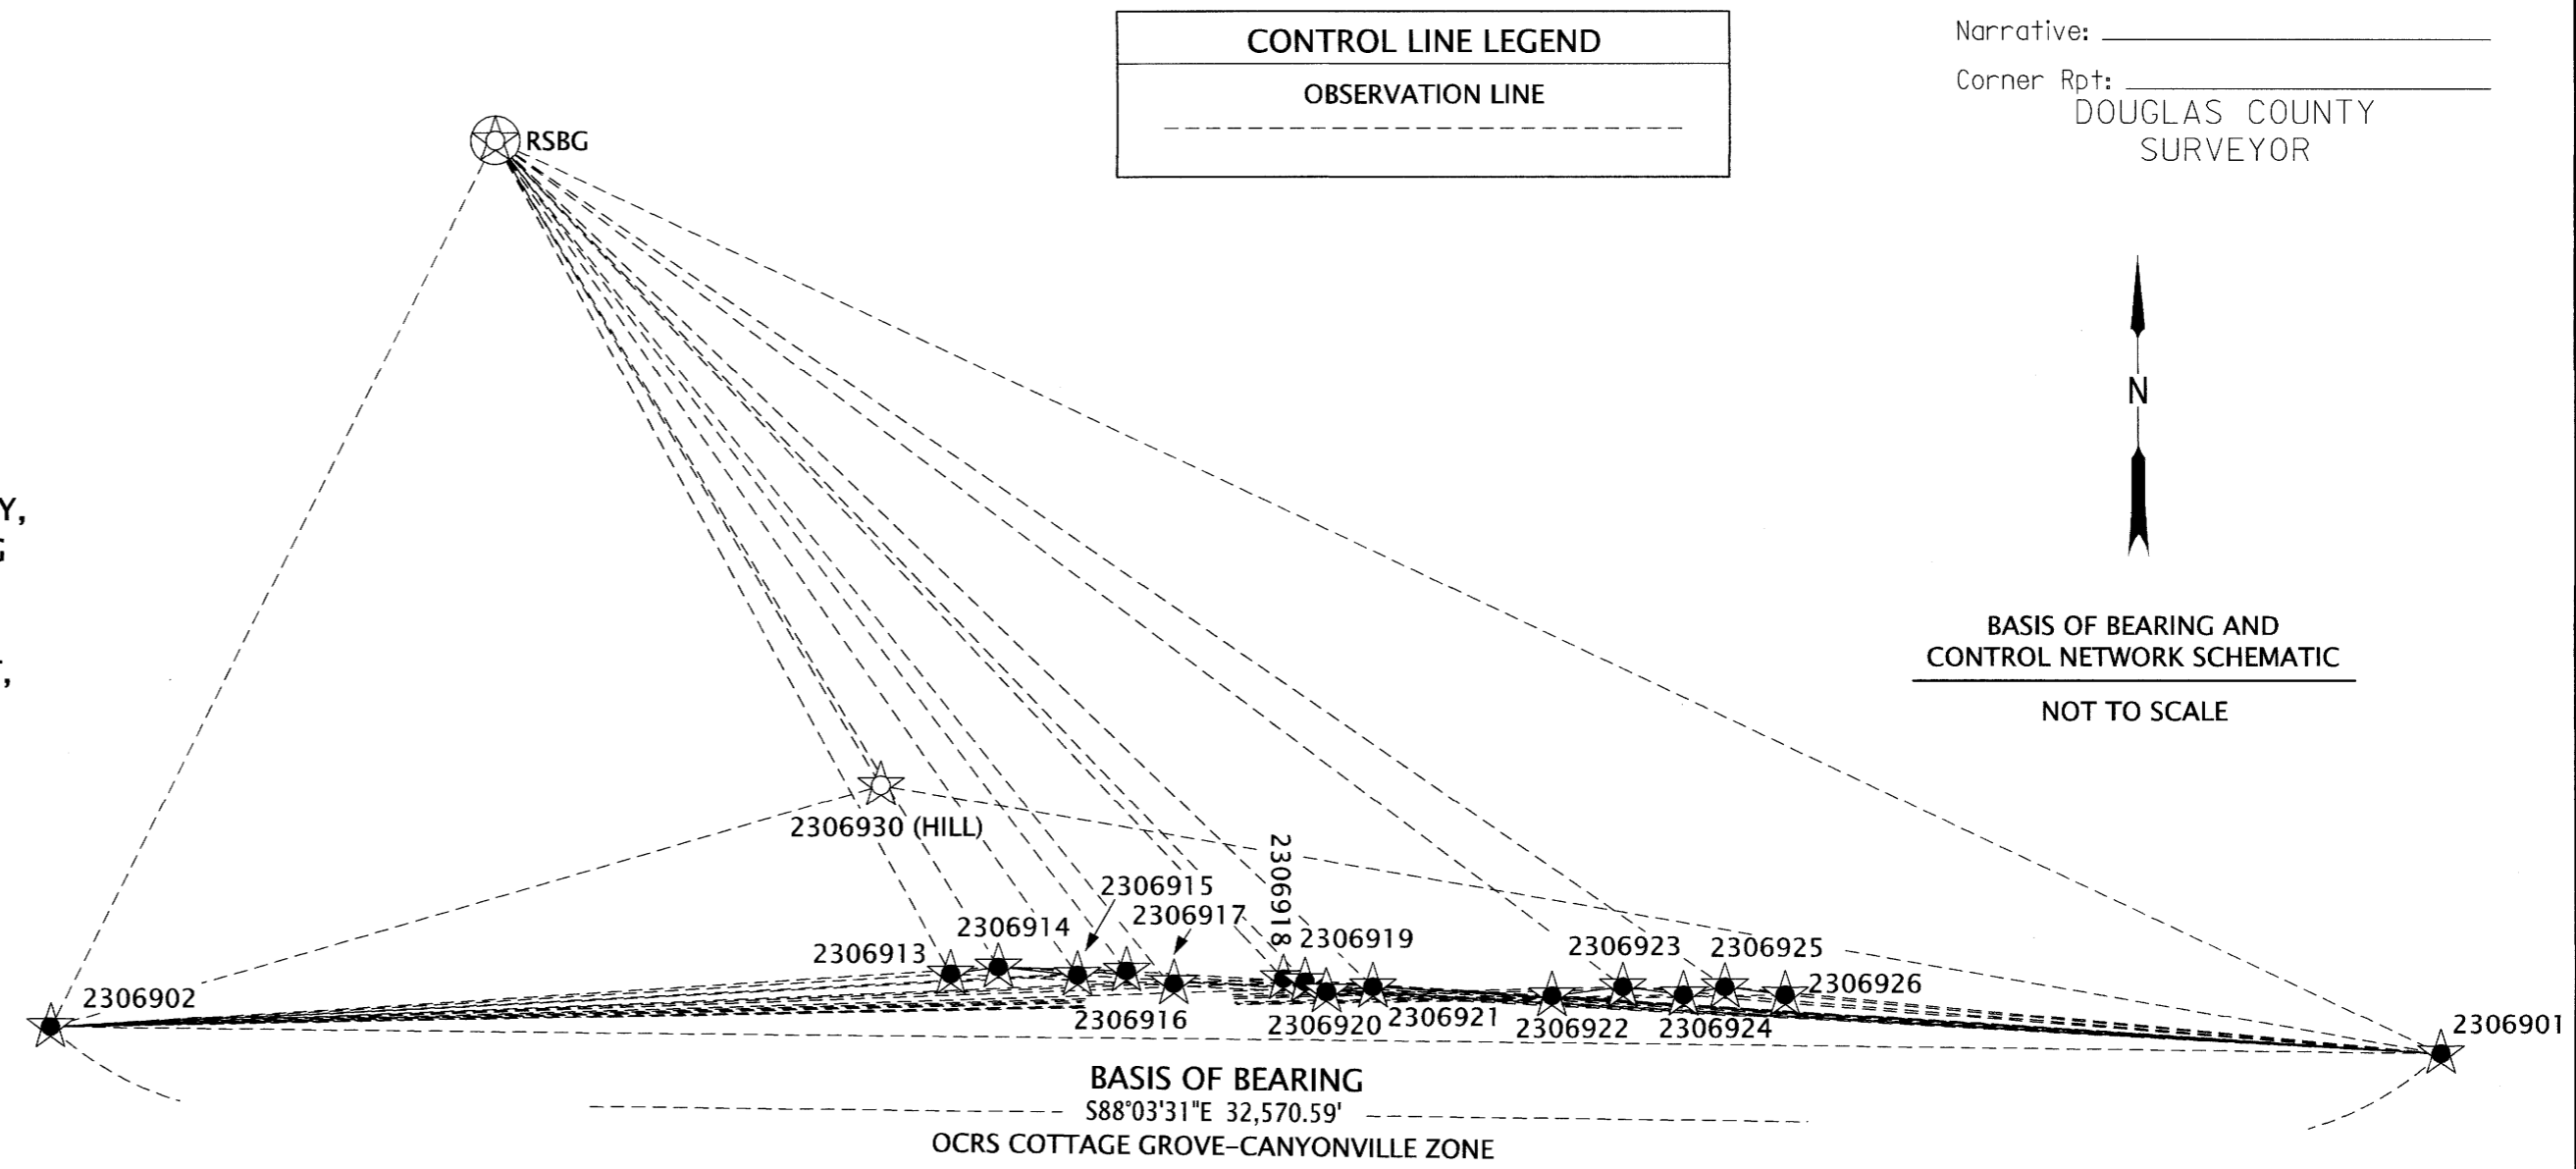 CONTROL LINE LEGEND
OBSERVATION LINE
Narrative:
Corner Rpt:
DOUGLAS COUNTY
SURVEYOR
RSBG
N
Y,
BASIS OF BEARING AND
CONTROL NETWORK SCHEMATIC
NOT TO SCALE
2306930 (HILL)
2306918
2306915
2306917
2306914
2306913
2306919
2306923
2306925
2306926
2306902
2306916
2306920
2306921
2306922
2306924
2306901
BASIS OF BEARING
S88°03'31"E 32,570.59'
OCRS COTTAGE GROVE-CANYONVILLE ZONE